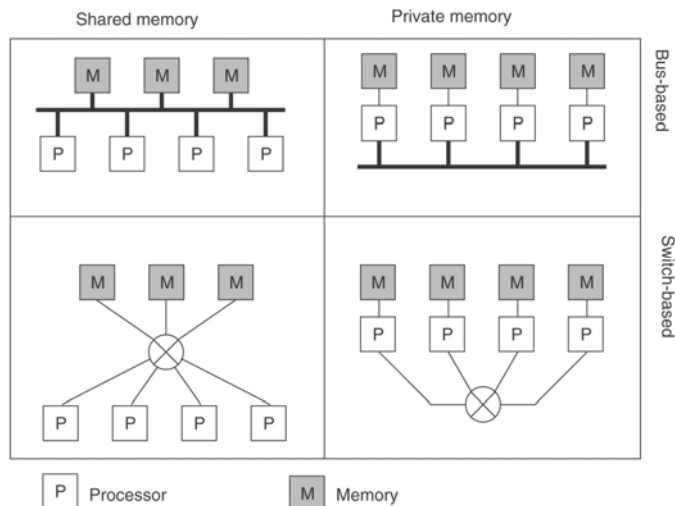 Shared memory
Private memory
M M M
P P P P
M M M M
P P P P
Bus-based
M M M
P P P P
M M M M
P P P P
Switch-based
P Processor
M Memory